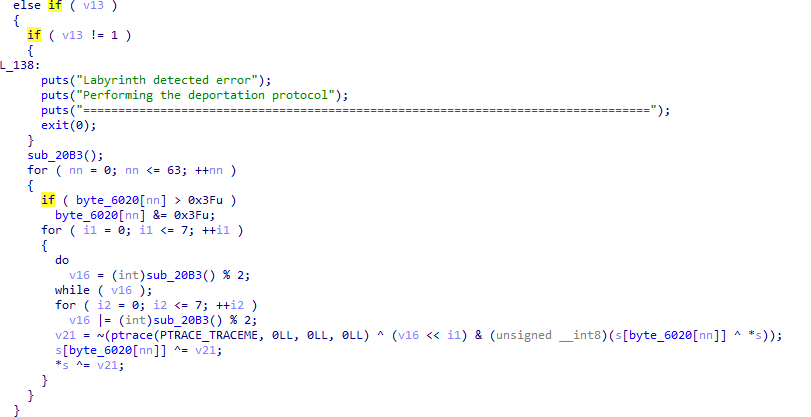 else if ( v13 )
{
if ( v13 != 1 )
{
L_138:
puts("Labyrinth detected error");
puts("Performing the deportation protocol");
puts("================================================================================");
exit(0);
}
sub_20B3();
for ( nn = 0; nn <= 63; ++nn )
{
if ( byte_6020[nn] > 0x3Fu )
byte_6020[nn] &= 0x3Fu;
for ( i1 = 0; i1 <= 7; ++i1 )
{
do
v16 = (int)sub_20B3() % 2;
while ( v16 );
for ( i2 = 0; i2 <= 7; ++i2 )
v16 |= (int)sub_20B3() % 2;
v21 = ~(ptrace(PTRACE_TRACEME, 0LL, 0LL, 0LL) ^ (v16 << i1) & (unsigned __int8)(s[byte_6020[nn]] ^ *s));
s[byte_6020[nn]] ^= v21;
*s ^= v21;
}
}
}